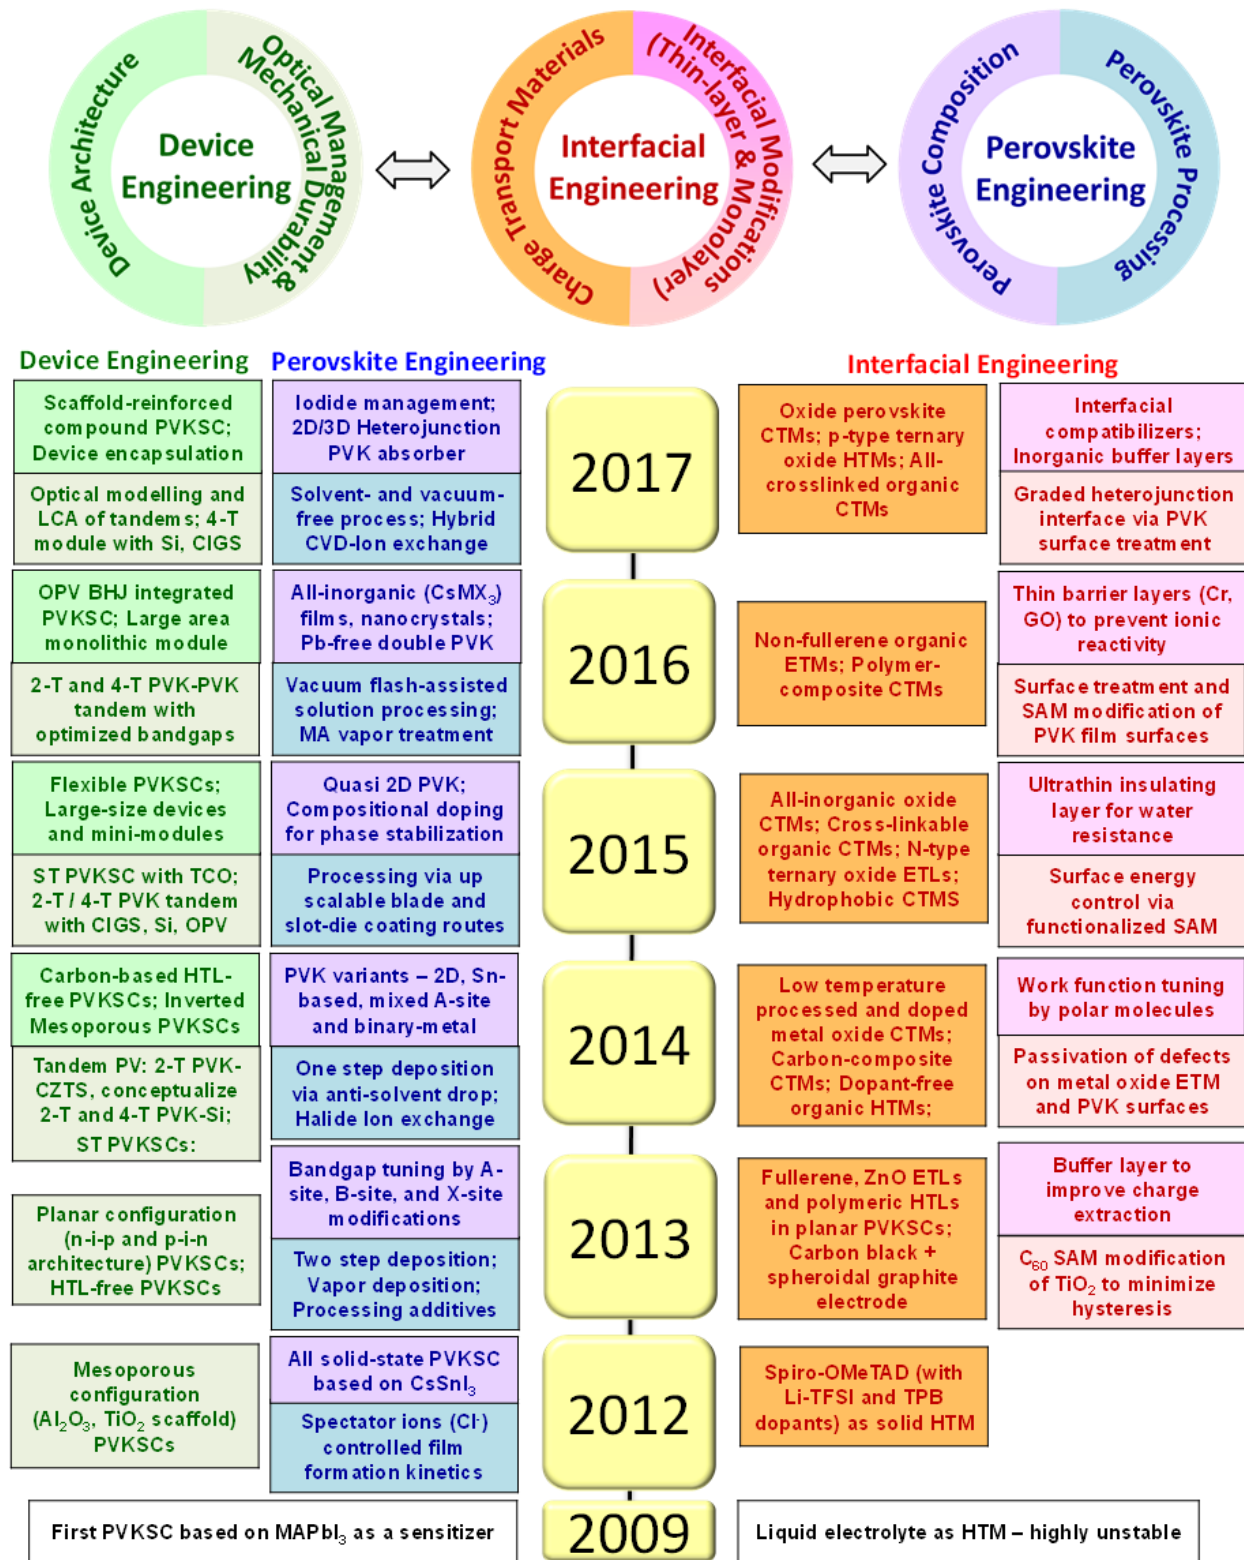 Device Architecture
Optical Management &
Mechanical Durability
Device
Engineering
Charge Transport Materials
Interfacial Modifications
(Thin-layer & Monolayer)
Interfacial
Engineering
Perovskite Composition
Perovskite Processing
Perovskite
Engineering
Device Engineering
Perovskite Engineering
Interfacial Engineering
Scaffold-reinforced
compound PVKSC;
Device encapsulation
Optical modelling and
LCA of tandems; 4-T
module with Si, CIGS
Iodide management;
2D/3D Heterojunction
PVK absorber
Solvent- and vacuum-
free process; Hybrid
CVD-Ion exchange
2017
Oxide perovskite
CTMs; p-type ternary
oxide HTMs; All-
crosslinked organic
CTMs
Interfacial
compatibilizers;
Inorganic buffer layers
Graded heterojunction
interface via PVK
surface treatment
OPV BHJ integrated
PVKSC; Large area
monolithic module
2-T and 4-T PVK-PVK
tandem with
optimized bandgaps
All-inorganic (CsMX₃)
films, nanocrystals;
Pb-free double PVK
Vacuum flash-assisted
solution processing;
MA vapor treatment
2016
Non-fullerene organic
ETMs; Polymer-
composite CTMs
Thin barrier layers (Cr,
GO) to prevent ionic
reactivity
Surface treatment and
SAM modification of
PVK film surfaces
Flexible PVKSCs;
Large-size devices
and mini-modules
ST PVKSC with TCO;
2-T / 4-T PVK tandem
with CIGS, Si, OPV
Quasi 2D PVK;
Compositional doping
for phase stabilization
Processing via up
scalable blade and
slot-die coating routes
2015
All-inorganic oxide
CTMs; Cross-linkable
organic CTMs; N-type
ternary oxide ETLs;
Hydrophobic CTMS
Ultrathin insulating
layer for water
resistance
Surface energy
control via
functionalized SAM
Carbon-based HTL-
free PVKSCs; Inverted
Mesoporous PVKSCs
Tandem PV: 2-T PVK-
CZTS, conceptualize
2-T and 4-T PVK-Si;
ST PVKSCs:
PVK variants – 2D, Sn-
based, mixed A-site
and binary-metal
One step deposition
via anti-solvent drop;
Halide Ion exchange
2014
Low temperature
processed and doped
metal oxide CTMs;
Carbon-composite
CTMs; Dopant-free
organic HTMs;
Work function tuning
by polar molecules
Passivation of defects
on metal oxide ETM
and PVK surfaces
Planar configuration
(n-i-p and p-i-n
architecture) PVKSCs;
HTL-free PVKSCs
Bandgap tuning by A-
site, B-site, and X-site
modifications
Two step deposition;
Vapor deposition;
Processing additives
2013
Fullerene, ZnO ETLs
and polymeric HTLs
in planar PVKSCs;
Carbon black +
spheroidal graphite
electrode
Buffer layer to
improve charge
extraction
C₆₀ SAM modification
of TiO₂ to minimize
hysteresis
Mesoporous
configuration
(Al₂O₃, TiO₂ scaffold)
PVKSCs
All solid-state PVKSC
based on CsSnI₃
Spectator ions (Cl⁻)
controlled film
formation kinetics
2012
Spiro-OMeTAD (with
Li-TFSI and TPB
dopants) as solid HTM
First PVKSC based on MAPbI₃ as a sensitizer
2009
Liquid electrolyte as HTM – highly unstable